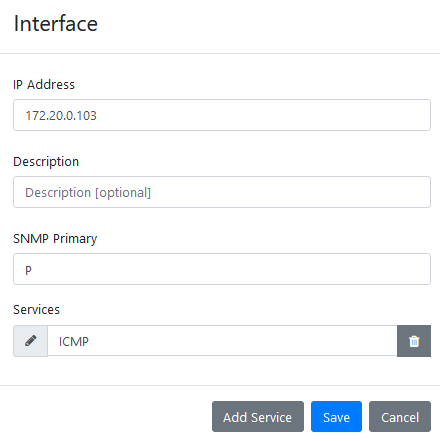 Interface
IP Address
172.20.0.103
Description
Description [optional]
SNMP Primary
P
Services
ICMP
Add Service Save Cancel